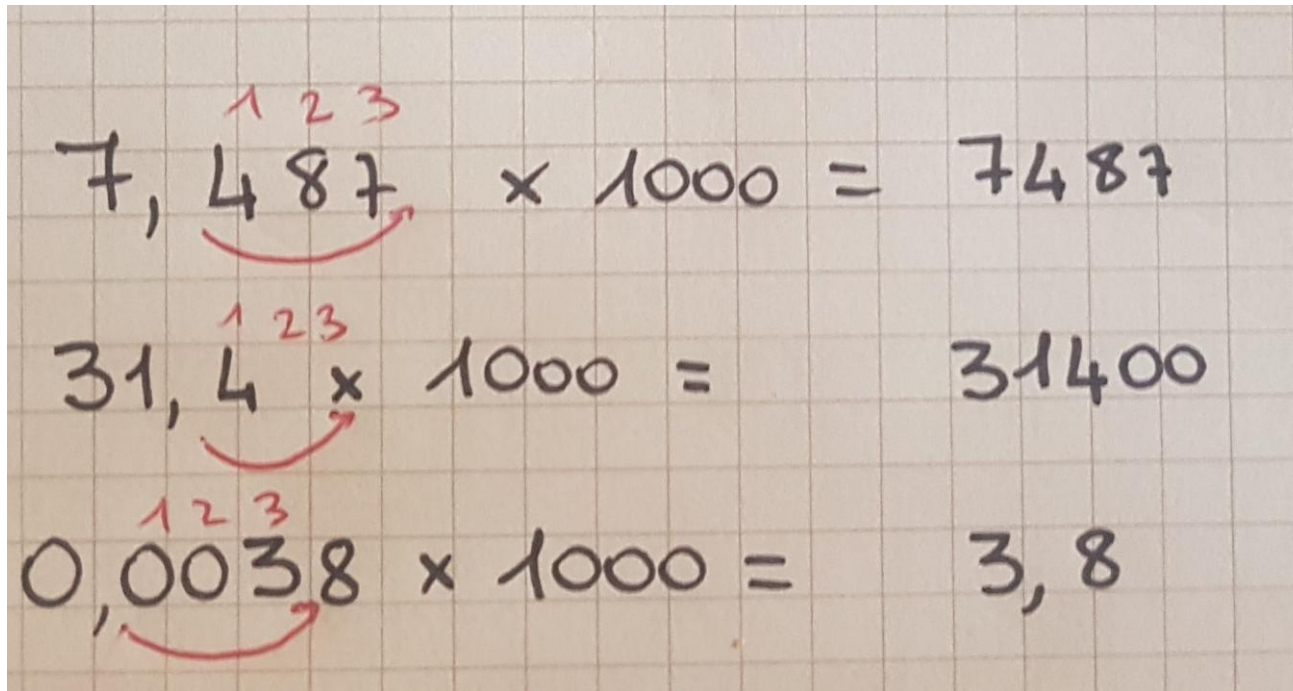 1 2 3
7,487 × 1000 = 7487
1 2 3
31,4 × 1000 = 31400
1 2 3
0,0038 × 1000 = 3,8